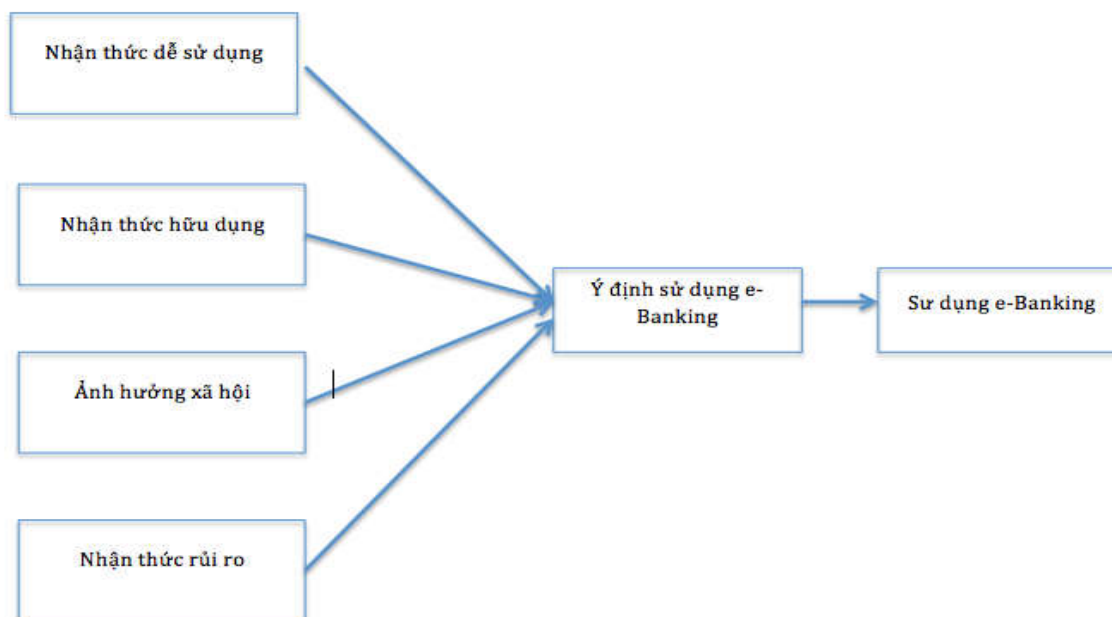 Nhận thức dễ sử dụng
Nhận thức hữu dụng
Ảnh hưởng xã hội
Nhận thức rủi ro
Ý định sử dụng e-
Banking
Sư dụng e-Banking